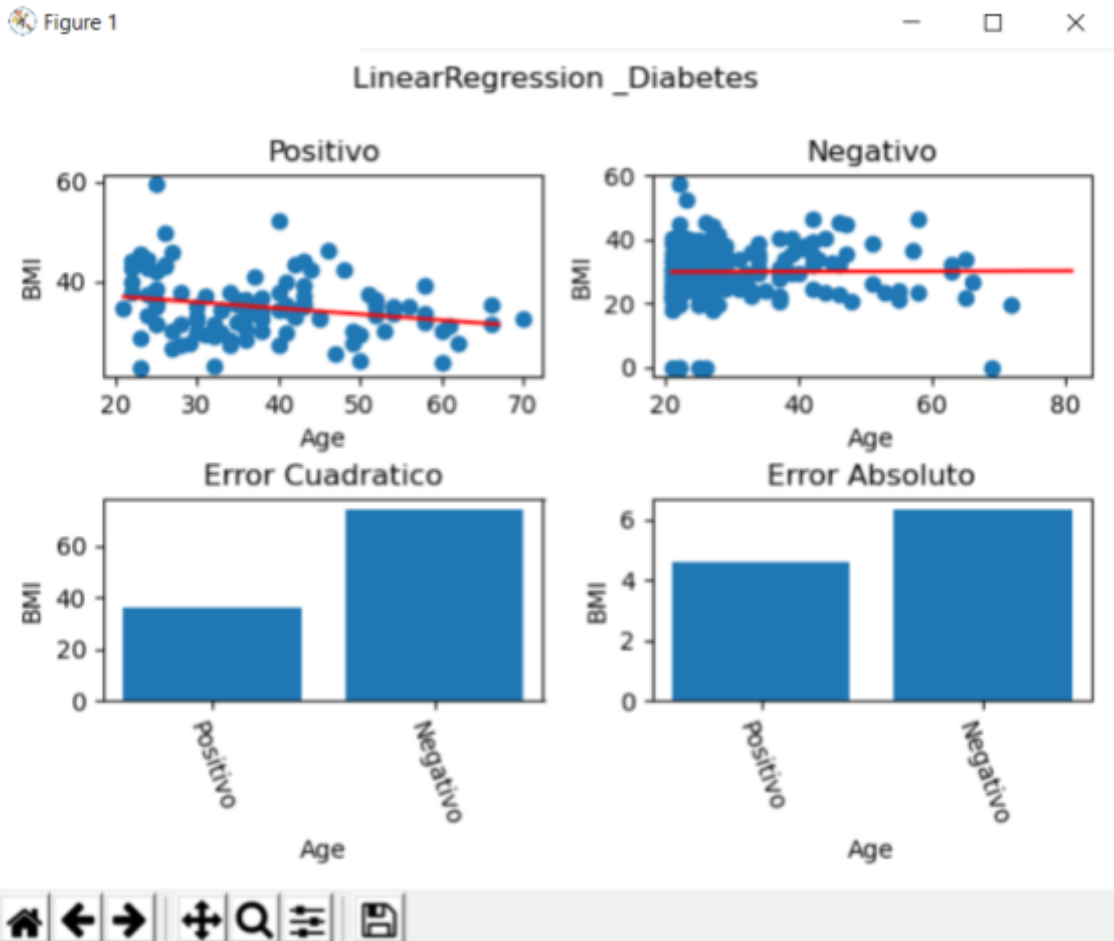 Figure 1
LinearRegression _Diabetes
Positivo
60
40
BMI
20 30 40 50 60 70
Age
Negativo
60
40
20
0
BMI
20 40 60 80
Age
Error Cuadratico
60
40
20
0
BMI
Positivo
Negativo
Age
Error Absoluto
6
4
2
0
BMI
Positivo
Negativo
Age